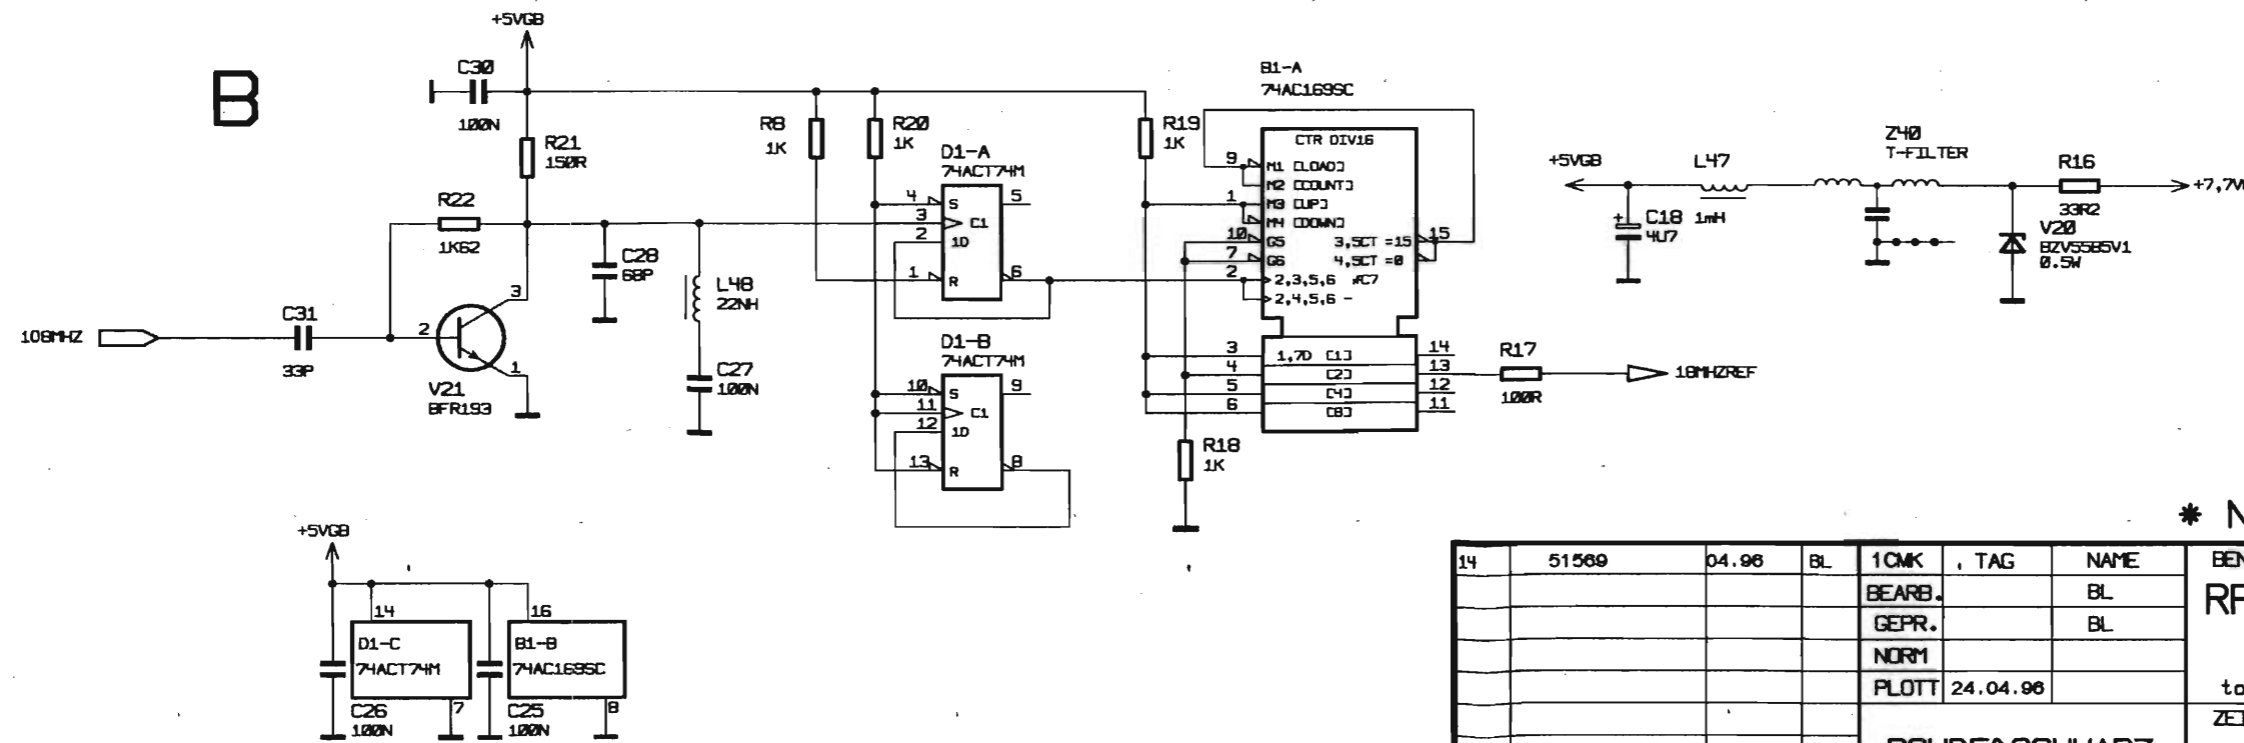 B
+5VGB
C30
100N
R21
150R
R22
1K62
108MHZ
C31
33P
2
3
1
V21
BFR193
C28
68P
L48
22NH
C27
100N
R8
1K
R20
1K
D1-A
74ACT74M
4 S 5
3 C1
2 1D
1 R 6
D1-B
74ACT74M
10 S 9
11 C1
12 1D
13 R 8
R19
1K
R18
1K
B1-A
74AC169SC
CTR DIV16
9 M1 [LOAD]
M2 [COUNT]
1 M3 [UP]
M4 [DOWN]
10 G5 3,5CT =15 15
7 G6 4,5CT =0
2 2,3,5,6 +C7
2,4,5,6 -
3 1,7D [1] 14
4 [2] 13
5 [4] 12
6 [8] 11
R17
100R
18MHZREF
+5VGB
C18
4U7
+
L47
1mH
Z40
T-FILTER
R16
33R2
V20
BZV55B5V1
0.5W
+7,7V
+5VGB
14
D1-C
74ACT74M
7
C26
100N
16
B1-B
74AC169SC
8
C25
100N
* N
14 51569 04.96 BL 1CMK TAG NAME BEN
BEARB. BL RP
GEPR. BL
NORM
PLOTT 24.04.96 to
ZEI